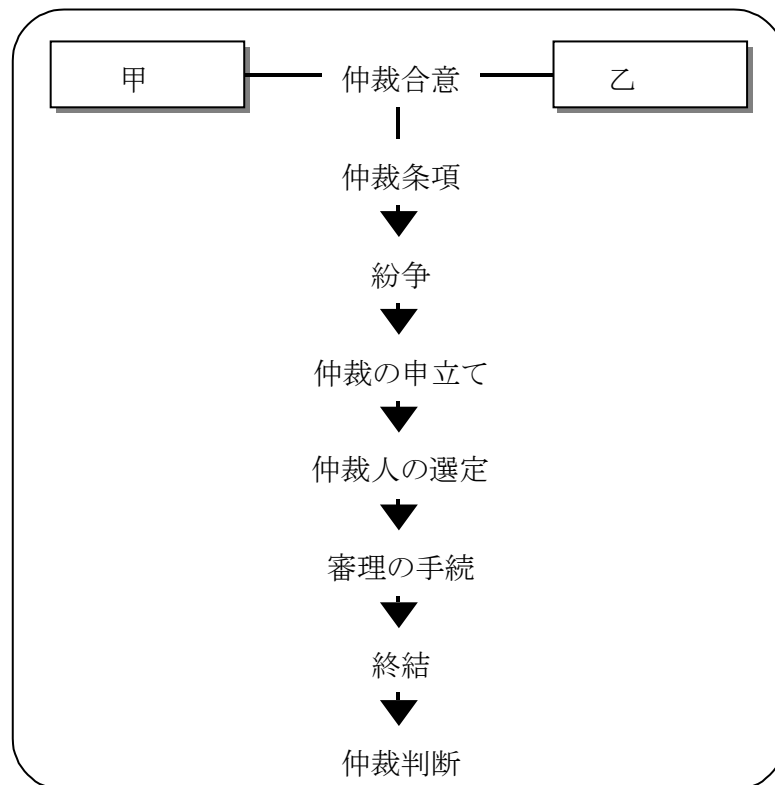 甲 仲裁合意 乙
仲裁条項
紛争
仲裁の申立て
仲裁人の選定
審理の手続
終結
仲裁判断